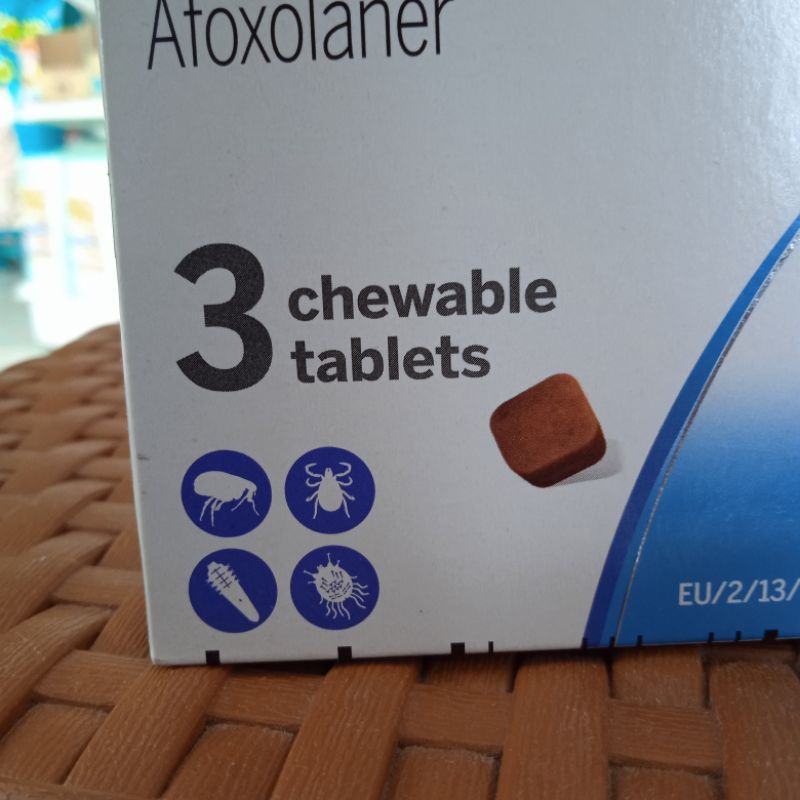 Afoxolaner
3 chewable
tablets
EU/2/13/